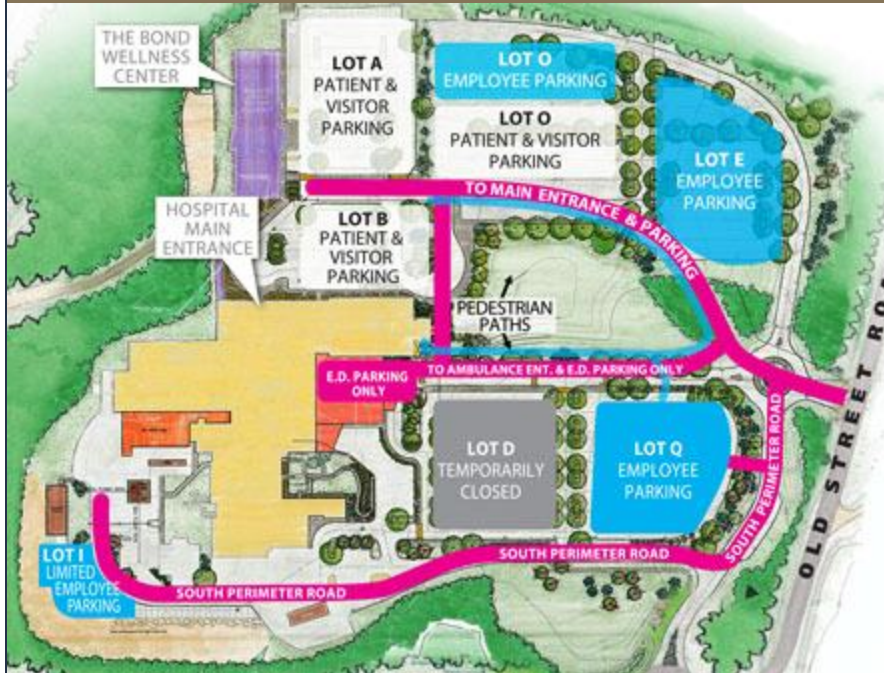 THE BOND
WELLNESS
CENTER
LOT A
PATIENT &
VISITOR
PARKING
LOT O
EMPLOYEE PARKING
LOT O
PATIENT & VISITOR
PARKING
LOT E
EMPLOYEE
PARKING
TO MAIN ENTRANCE & PARKING
HOSPITAL
MAIN
ENTRANCE
LOT B
PATIENT &
VISITOR
PARKING
PEDESTRIAN
PATHS
E.D. PARKING
ONLY
TO AMBULANCE ENT. & E.D. PARKING ONLY
LOT D
TEMPORARILY
CLOSED
LOT Q
EMPLOYEE
PARKING
SOUTH PERIMETER ROAD
OLD STREET ROAD
SOUTH PERIMETER ROAD
LOT I
LIMITED
EMPLOYEE
PARKING
SOUTH PERIMETER ROAD